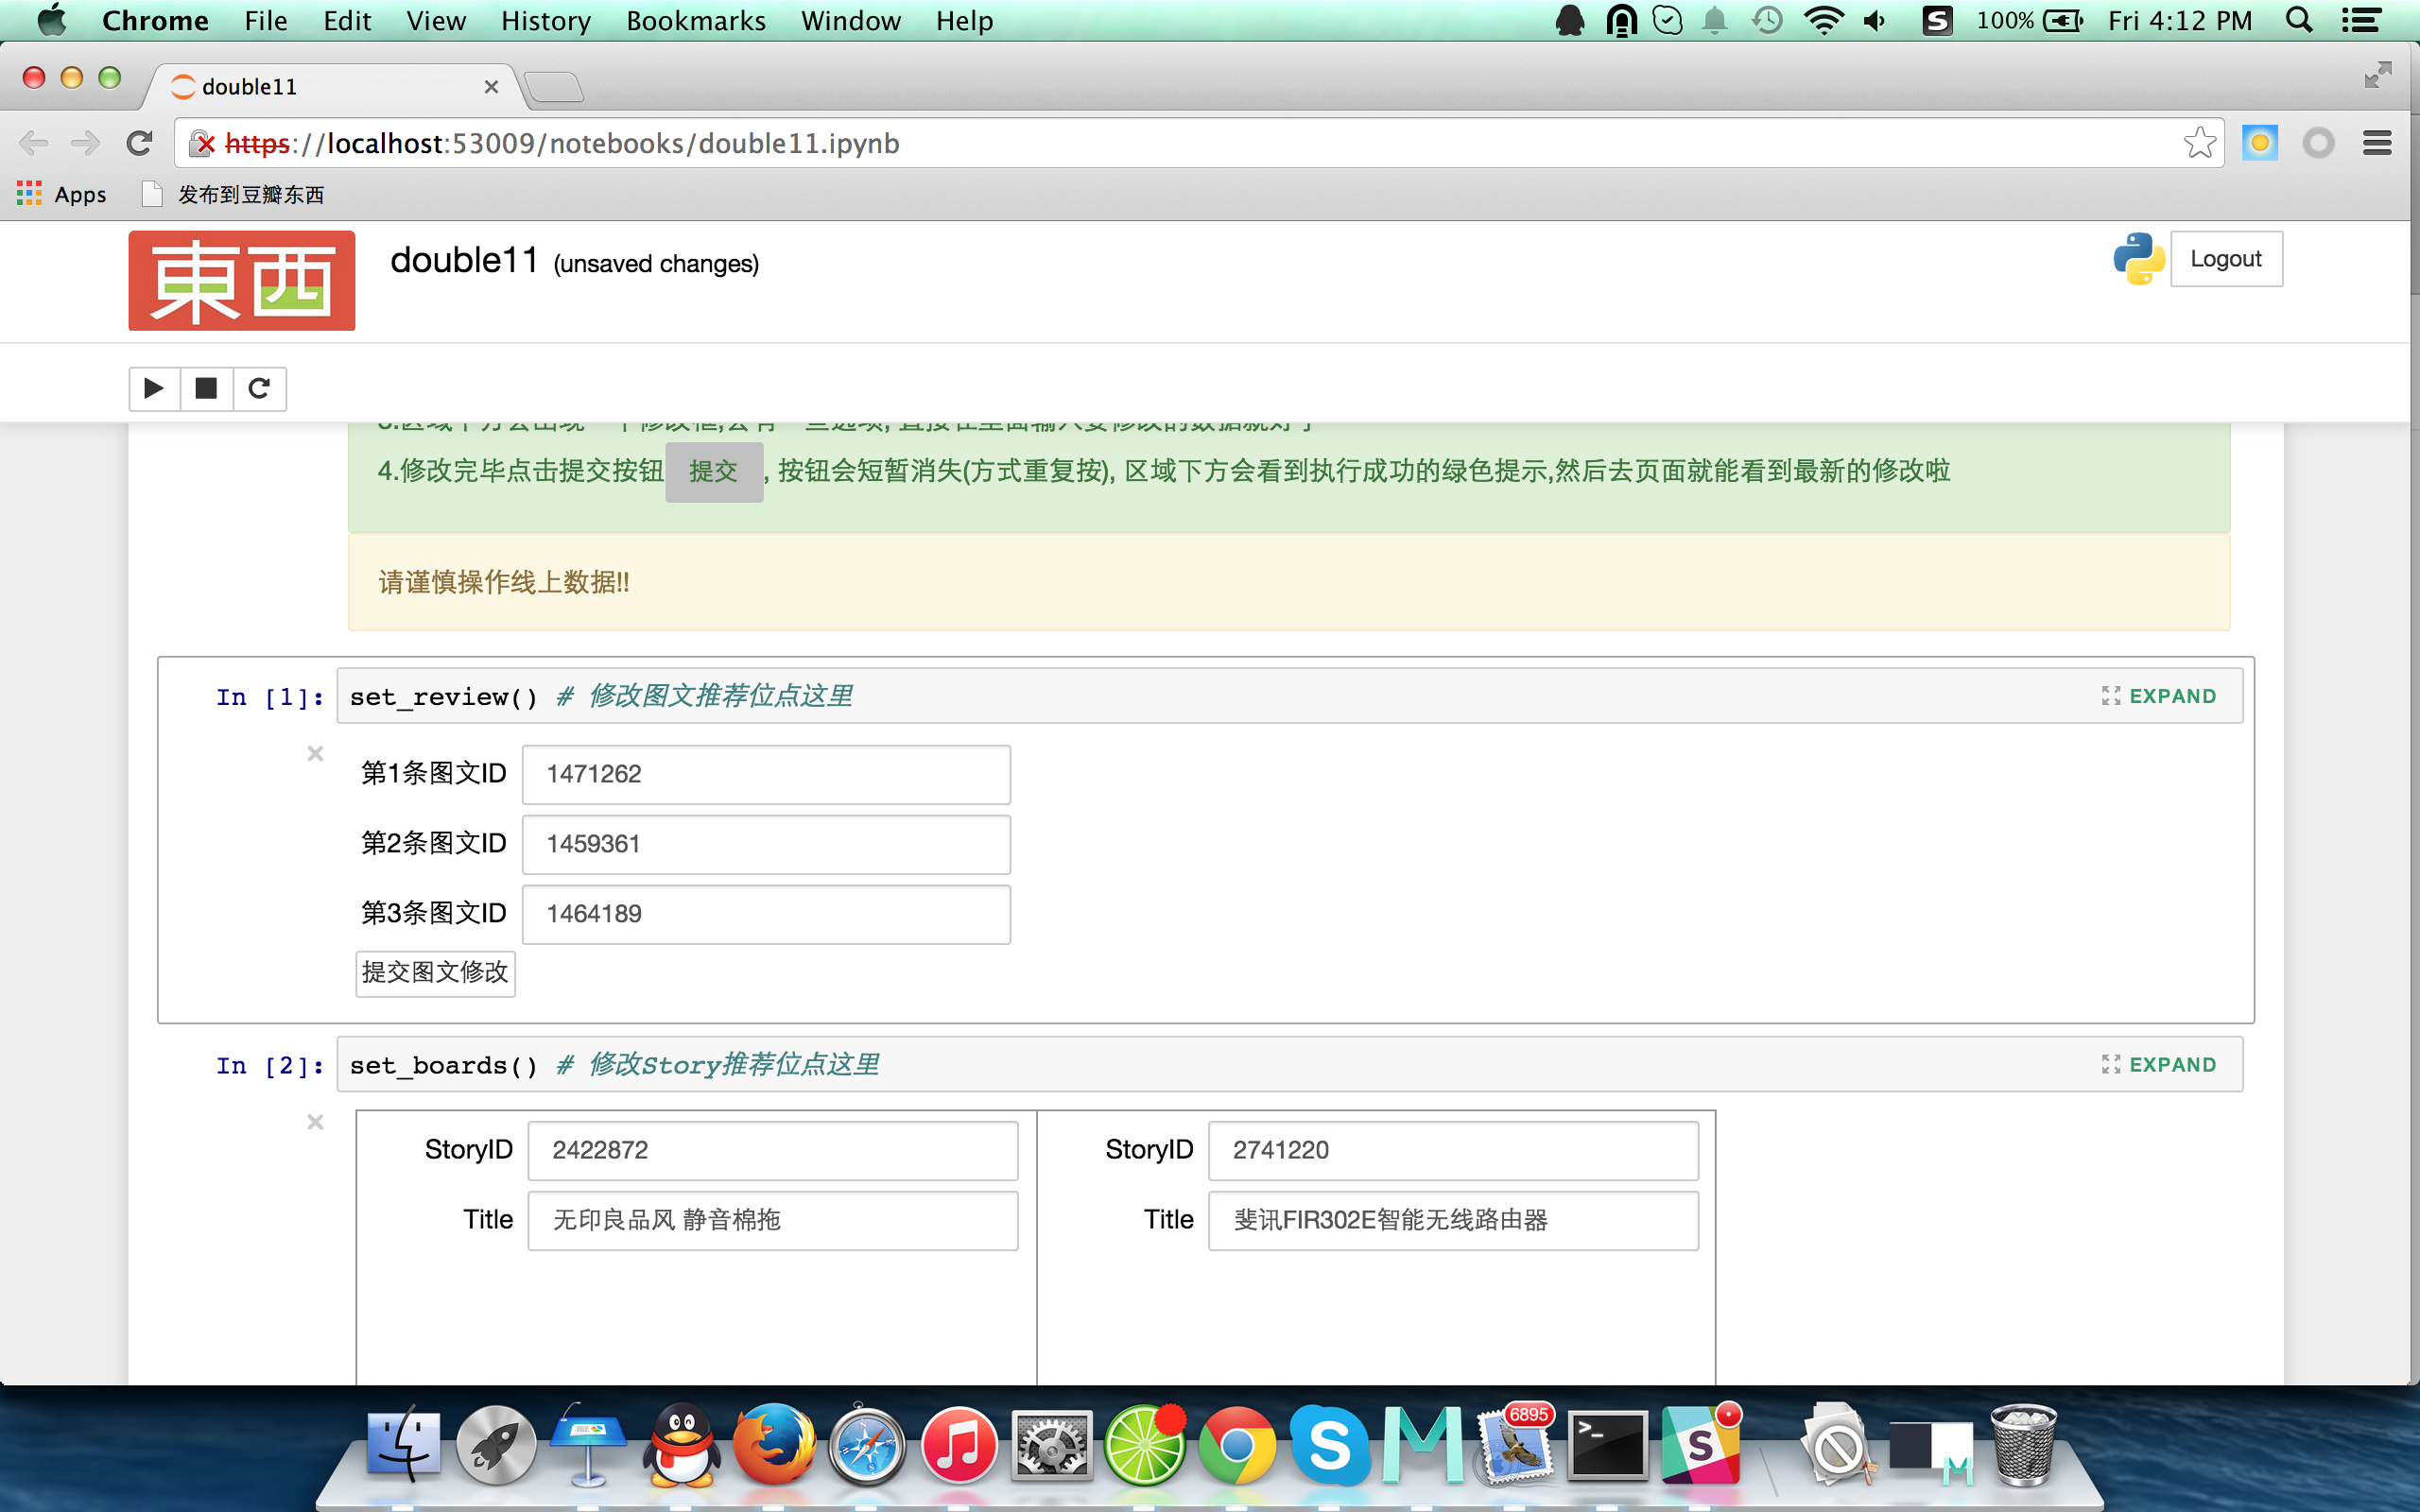 Chrome File Edit View History Bookmarks Window Help 100% Fri 4:12 PM
double11
https://localhost:53009/notebooks/double11.ipynb
Apps 发布到豆瓣东西
東西 double11 (unsaved changes) Logout
4.修改完毕点击提交按钮 提交 , 按钮会短暂消失(方式重复按), 区域下方会看到执行成功的绿色提示,然后去页面就能看到最新的修改啦
请谨慎操作线上数据!!
In [1]: set_review() # 修改图文推荐位点这里 EXPAND
第1条图文ID 1471262
第2条图文ID 1459361
第3条图文ID 1464189
提交图文修改
In [2]: set_boards() # 修改Story推荐位点这里 EXPAND
StoryID 2422872 StoryID 2741220
Title 无印良品风 静音棉拖 Title 斐讯FIR302E智能无线路由器
6895